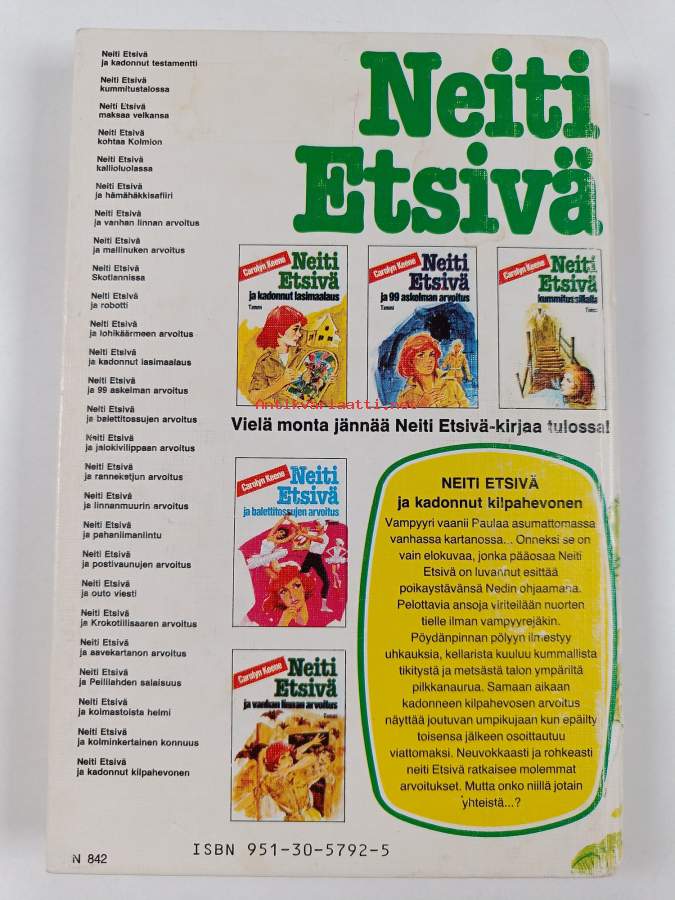 Neiti Etsivä
ja kadonnut testamentti
Neiti Etsivä
kummitustalossa
Neiti Etsivä
maksaa velkansa
Neiti Etsivä
kohtaa Kolmion
Neiti Etsivä
kallioluolassa
Neiti Etsivä
ja hämähäkkisafiiri
Neiti Etsivä
ja vanhan linnan arvoitus
Neiti Etsivä
ja mallinuken arvoitus
Neiti Etsivä
Skotlannissa
Neiti Etsivä
ja robotti
Neiti Etsivä
ja lohikäärmeen arvoitus
Neiti Etsivä
ja kadonnut lasimaalaus
Neiti Etsivä
ja 99 askelman arvoitus
Neiti Etsivä
ja balettitossujen arvoitus
Neiti Etsivä
ja jalokivilippaan arvoitus
Neiti Etsivä
ja ranneketjun arvoitus
Neiti Etsivä
ja linnanmuurin arvoitus
Neiti Etsivä
ja pahanilmanlintu
Neiti Etsivä
ja postivaunujen arvoitus
Neiti Etsivä
ja outo viesti
Neiti Etsivä
ja Krokotiilisaaren arvoitus
Neiti Etsivä
ja aavekartanon arvoitus
Neiti Etsivä
ja Peililahden salaisuus
Neiti Etsivä
ja kolmastoista helmi
Neiti Etsivä
ja kolminkertainen konnuus
Neiti Etsivä
ja kadonnut kilpahevonen
N 842
Neiti
Etsivä
Carolyn Keene
Neiti
Etsivä
ja kadonnut lasimaalaus
Tammi
Carolyn Keene
Neiti
Etsivä
ja 99 askelman arvoitus
Tammi
Carolyn Keene
Neiti
Etsivä
kummitussillalla
Tammi
antikvariaatti.net
Vielä monta jännää Neiti Etsivä-kirjaa tulossa!
Carolyn Keene
Neiti
Etsivä
ja balettitossujen arvoitus
Tammi
Carolyn Keene
Neiti
Etsivä
ja vanhan linnan arvoitus
Tammi
NEITI ETSIVÄ
ja kadonnut kilpahevonen
Vampyyri vaanii Paulaa asumattomassa
vanhassa kartanossa... Onneksi se on
vain elokuvaa, jonka pääosaa Neiti
Etsivä on luvannut esittää
poikaystävänsä Nedin ohjaamana.
Pelottavia ansoja viritellään nuorten
tielle ilman vampyyrejäkin.
Pöydänpinnan pölyyn ilmestyy
uhkauksia, kellarista kuuluu kummallista
tikitystä ja metsästä talon ympäriltä
pilkkanaurua. Samaan aikaan
kadonneen kilpahevosen arvoitus
näyttää joutuvan umpikujaan kun epäilty
toisensa jälkeen osoittautuu
viattomaksi. Neuvokkaasti ja rohkeasti
neiti Etsivä ratkaisee molemmat
arvoitukset. Mutta onko niillä jotain
yhteistä...?
ISBN 951-30-5792-5